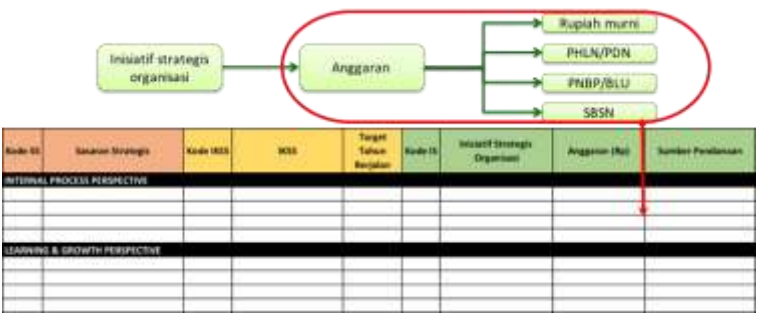 Rupiah murni
Inisiatif strategis
organisasi
Anggaran
PHLN/PDN
PNBP/BLU
SBSN
Kode SS
Sasaran Strategis
Kode IKSS
IKSS
Target
Tahun
Berjalan
Kode IS
Inisiatif Strategis
Organisasi
Anggaran (Rp)
Sumber Pendanaan
INTERNAL PROCESS PERSPECTIVE
LEARNING & GROWTH PERSPECTIVE